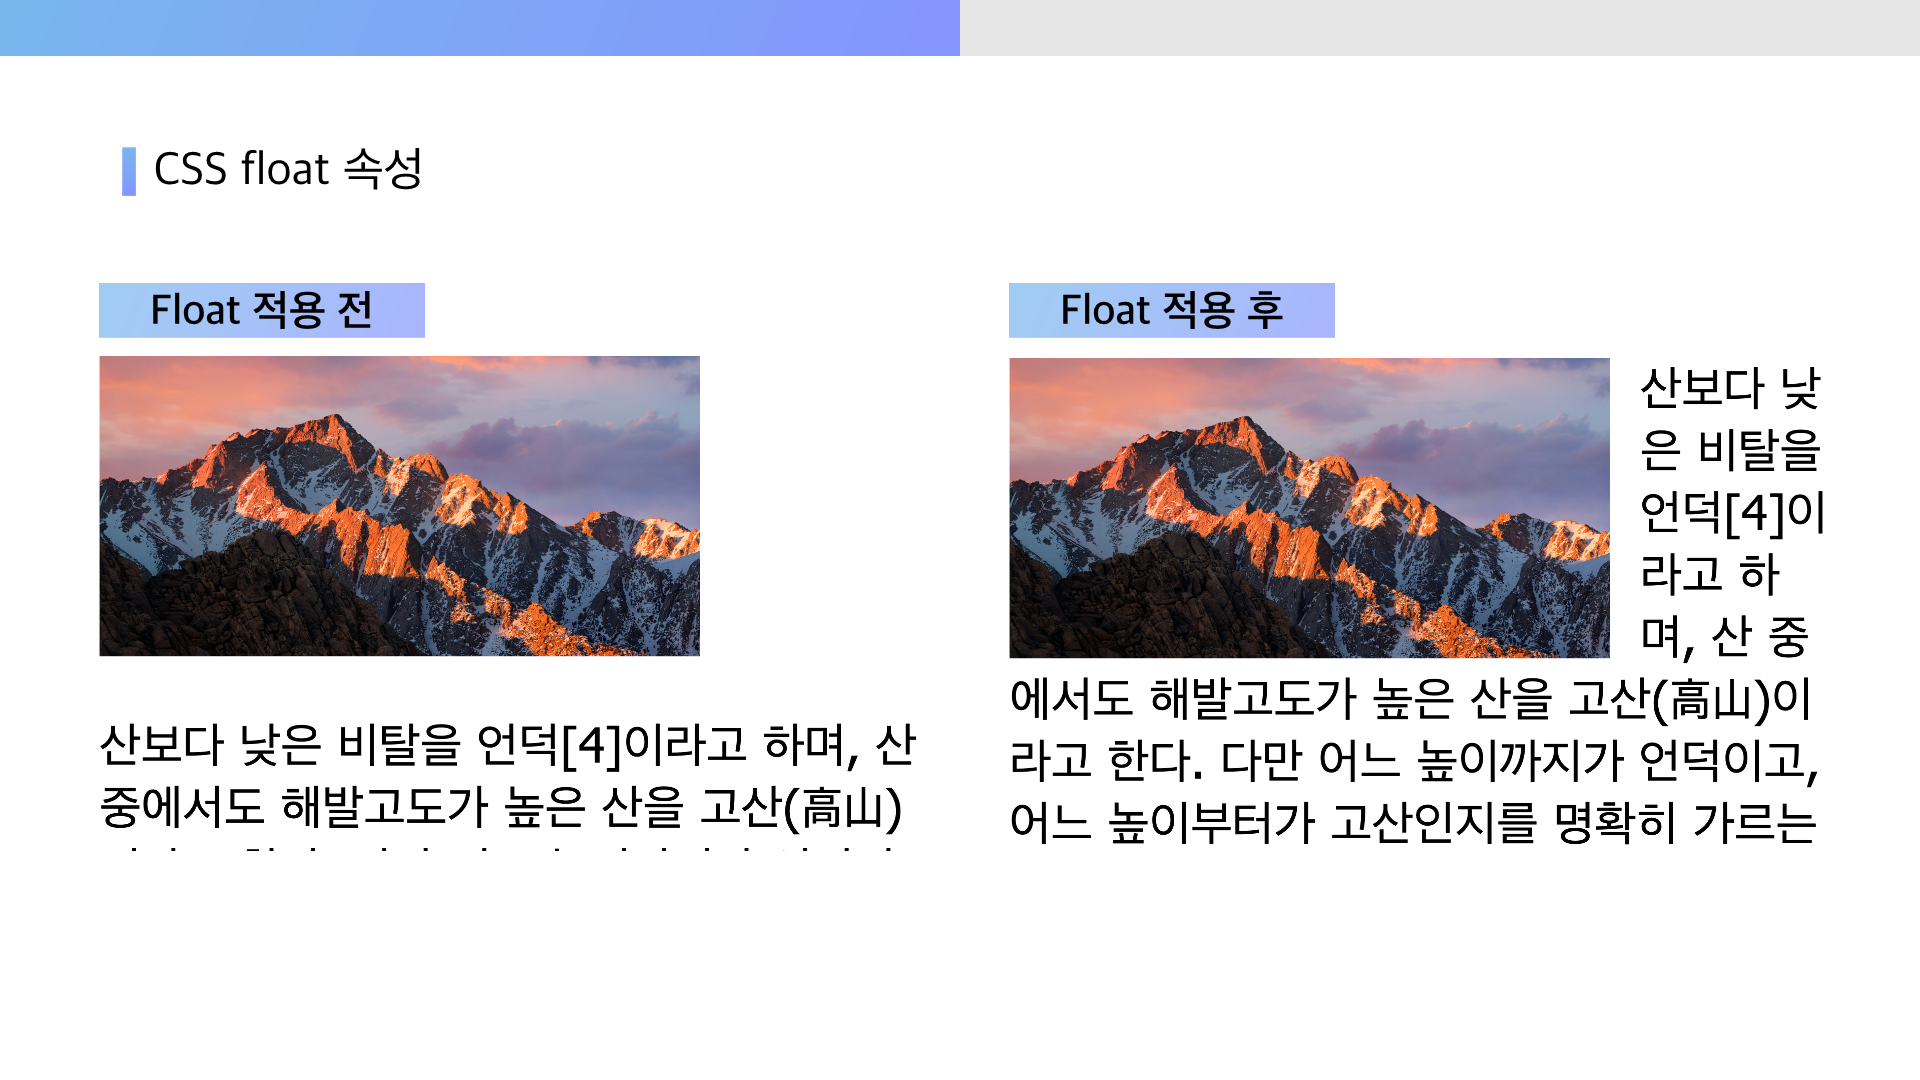 CSS float 속성
Float 적용 전
산보다 낮은 비탈을 언덕[4]이라고 하며, 산
중에서도 해발고도가 높은 산을 고산(高山)
Float 적용 후
산보다 낮
은 비탈을
언덕[4]이
라고 하
며, 산 중
에서도 해발고도가 높은 산을 고산(高山)이
라고 한다. 다만 어느 높이까지가 언덕이고,
어느 높이부터가 고산인지를 명확히 가르는